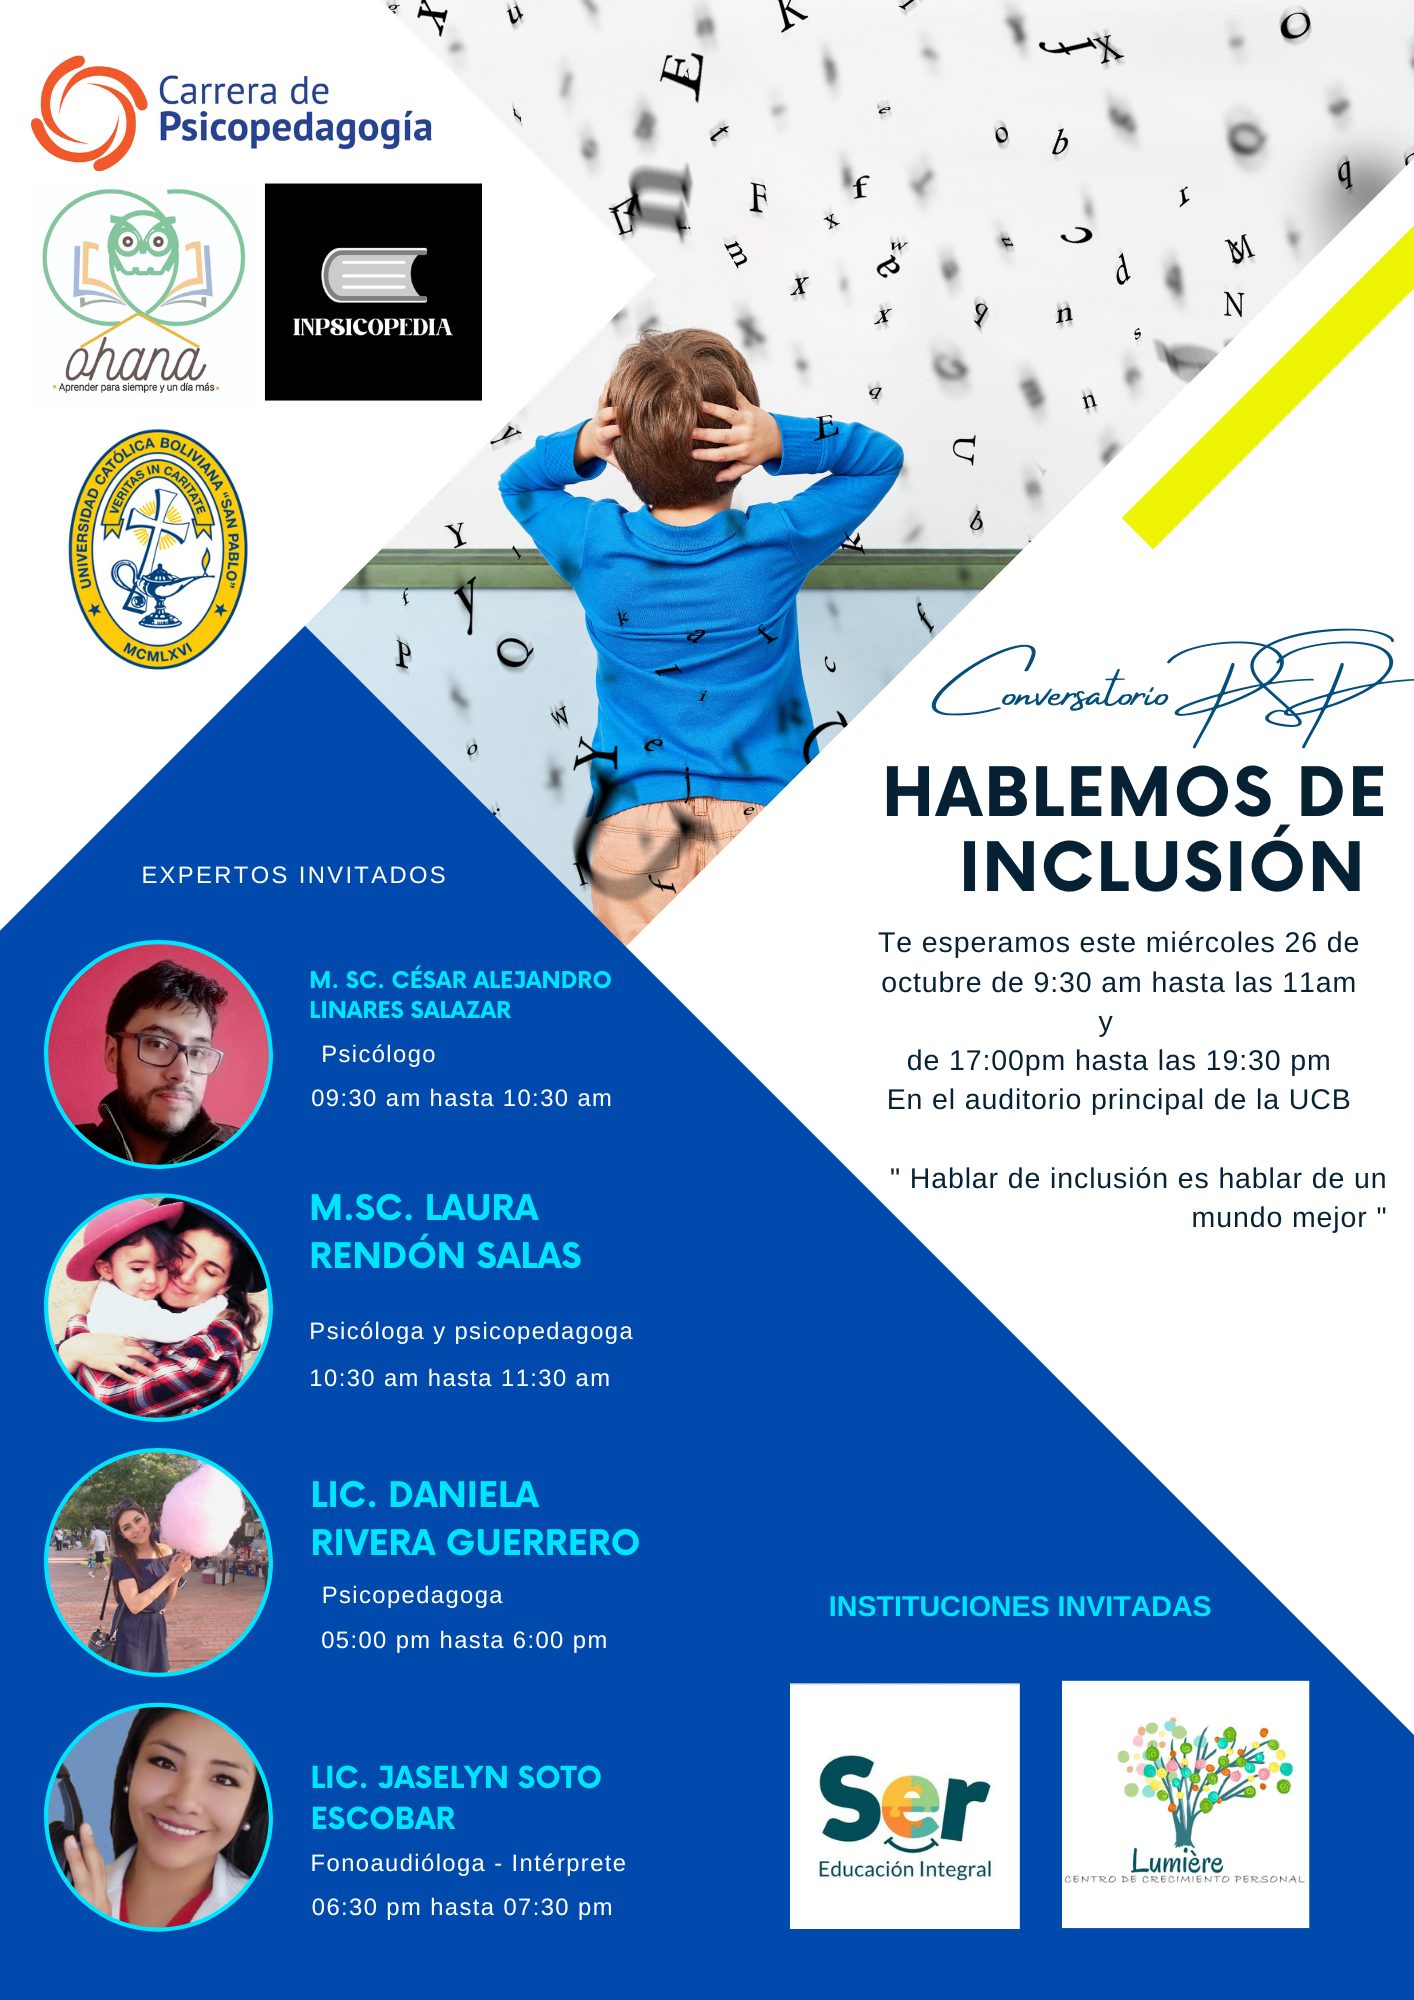 Carrera de
Psicopedagogía
ohana
Aprender para siempre y un día más.
INPSICOPEDIA
UNIVERSIDAD CATÓLICA BOLIVIANA "SAN PABLO"
VERITAS IN CARITATE
MCMLXVI
Conversatorio PSP
HABLEMOS DE
INCLUSIÓN
Te esperamos este miércoles 26 de
octubre de 9:30 am hasta las 11am
y
de 17:00pm hasta las 19:30 pm
En el auditorio principal de la UCB
" Hablar de inclusión es hablar de un
mundo mejor "
EXPERTOS INVITADOS
M. SC. CÉSAR ALEJANDRO
LINARES SALAZAR
Psicólogo
09:30 am hasta 10:30 am
M.SC. LAURA
RENDÓN SALAS
Psicóloga y psicopedagoga
10:30 am hasta 11:30 am
LIC. DANIELA
RIVERA GUERRERO
Psicopedagoga
05:00 pm hasta 6:00 pm
LIC. JASELYN SOTO
ESCOBAR
Fonoaudióloga - Intérprete
06:30 pm hasta 07:30 pm
INSTITUCIONES INVITADAS
Ser
Educación Integral
Lumière
CENTRO DE CRECIMIENTO PERSONAL